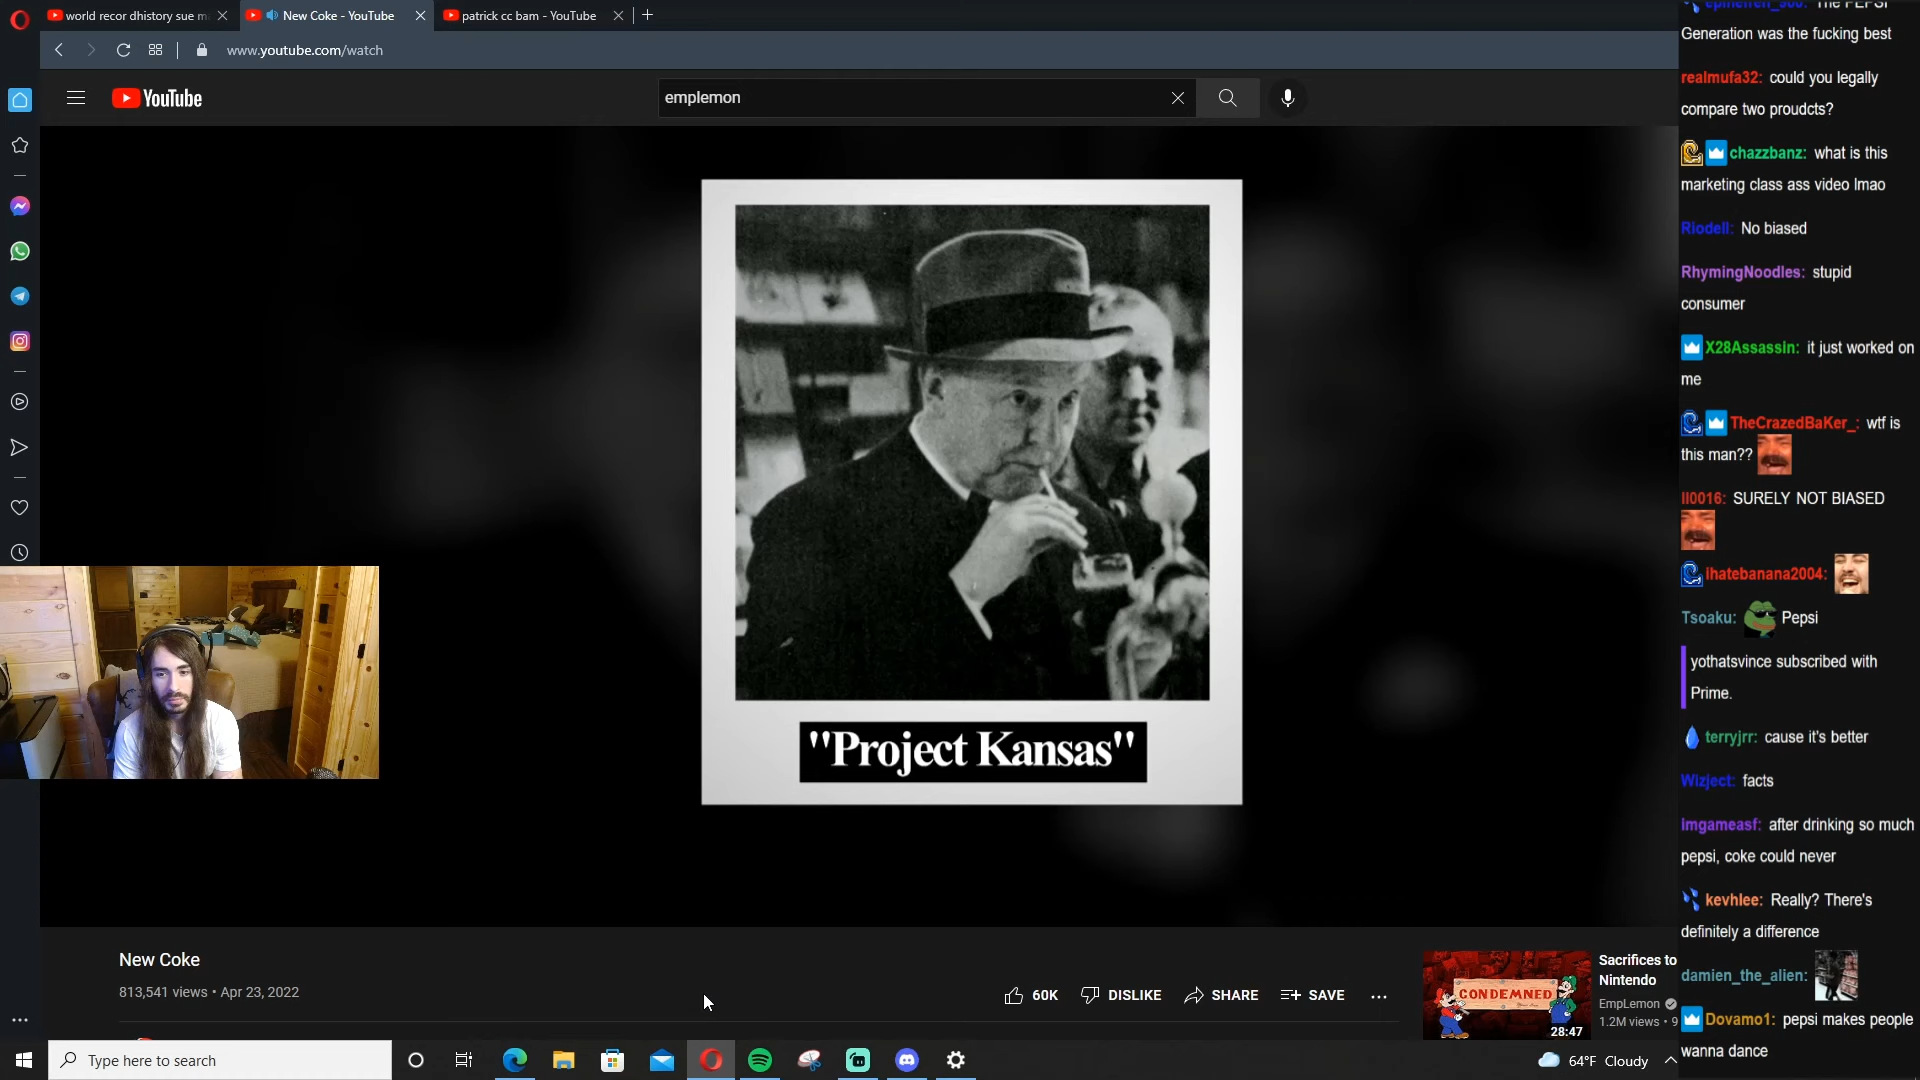 world recor dhistory sue m
New Coke - YouTube
patrick cc bam - YouTube
www.youtube.com/watch
YouTube
emplemon
"Project Kansas"
New Coke
813,541 views • Apr 23, 2022
60K
DISLIKE
SHARE
SAVE
CONDEMNED
28:47
Sacrifices to
Nintendo
EmpLemon
1.2M views • 9
Type here to search
64°F Cloudy
The PEPSI
Generation was the fucking best
realmufa32: could you legally
compare two proudcts?
chazzbanz: what is this
marketing class ass video lmao
Riodell: No biased
RhymingNoodles: stupid
consumer
X28Assassin: it just worked on
me
TheCrazedBaKer_: wtf is
this man??
SURELY NOT BIASED
ihatebanana2004:
Tsoaku: Pepsi
yothatsvince subscribed with
Prime.
terryjrr: cause it's better
Wizject: facts
imgameasf: after drinking so much
pepsi, coke could never
kevhlee: Really? There's
definitely a difference
damien_the_alien:
Dovamo1: pepsi makes people
wanna dance